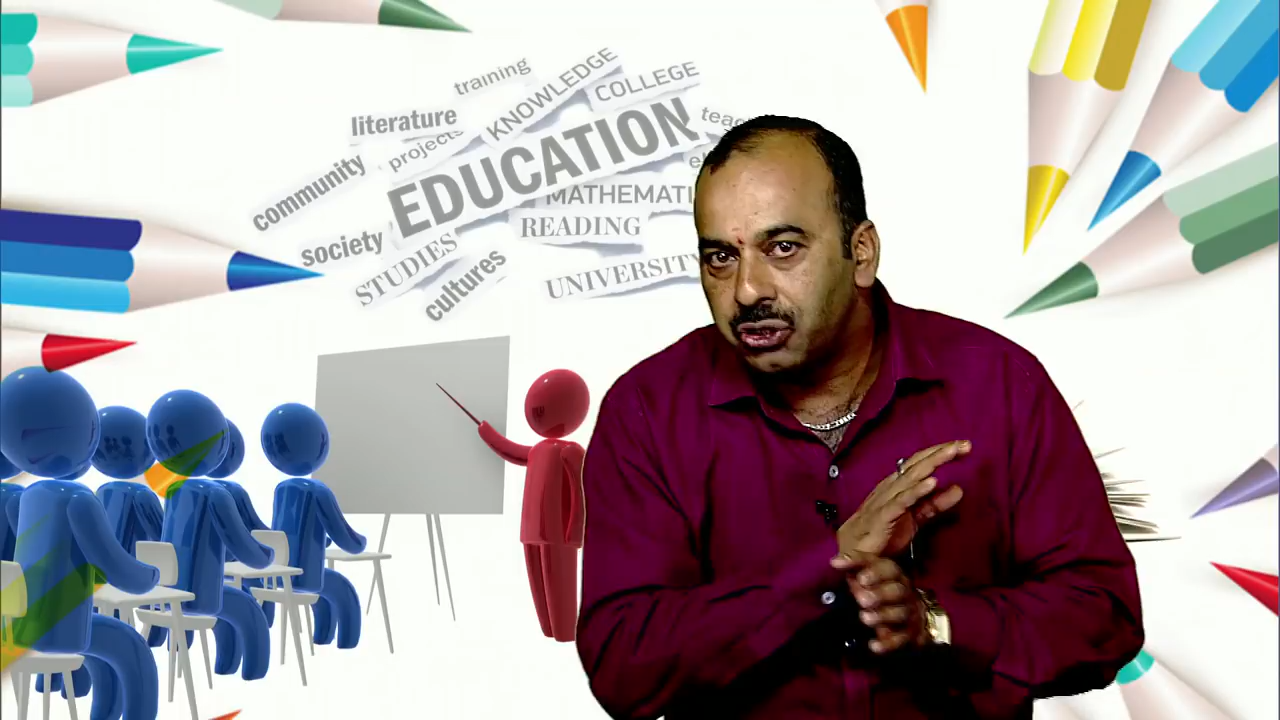 training
KNOWLEDGE
COLLEGE
literature
projects
EDUCATION
community
MATHEMATI
READING
society
STUDIES
cultures
UNIVERSITY